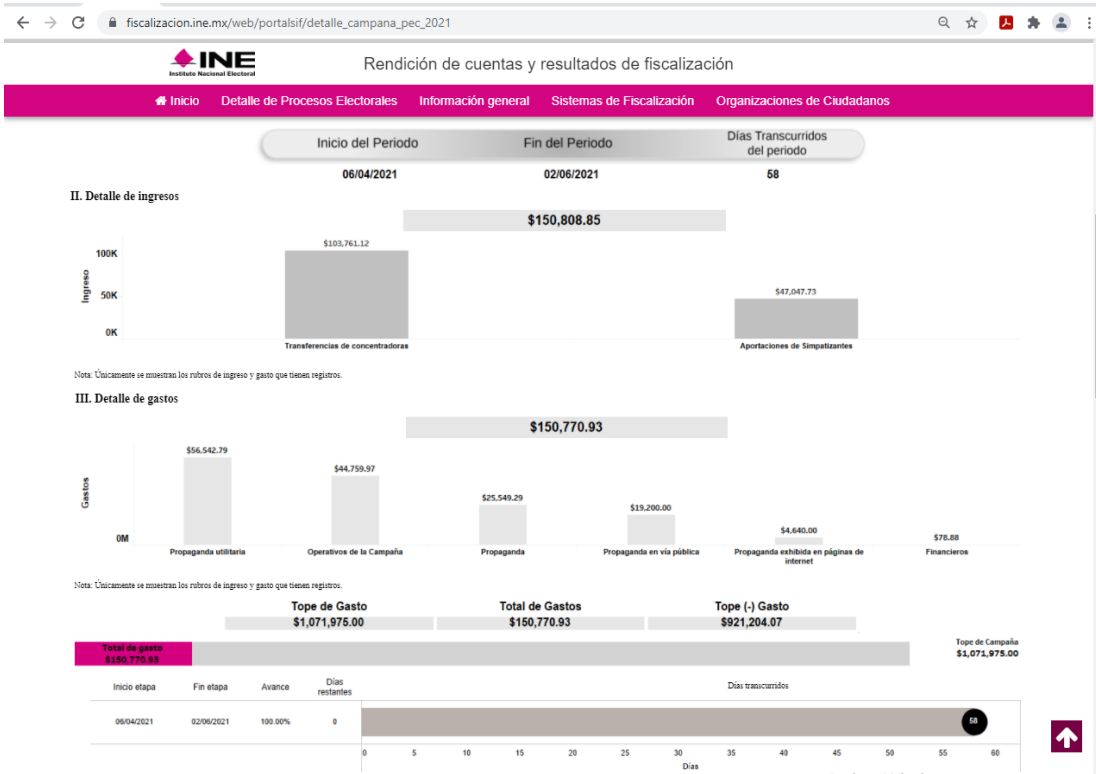 fiscalizacion.ine.mx/web/portalsif/detalle_campana_pec_2021
INE
Instituto Nacional Electoral
Rendición de cuentas y resultados de fiscalización
Inicio Detalle de Procesos Electorales Información general Sistemas de Fiscalización Organizaciones de Ciudadanos
Inicio del Periodo Fin del Periodo Días Transcurridos
del periodo
06/04/2021 02/06/2021 58
II. Detalle de ingresos
$150,808.85
Ingreso
100K
50K
0K
$103,761.12
$47,047.73
Transferencias de concentradoras Aportaciones de Simpatizantes
Nota: Únicamente se muestran los rubros de ingreso y gasto que tienen registros.
III. Detalle de gastos
$150,770.93
Gastos
0M
$56,542.79
$44,759.97
$25,549.29
$19,200.00
$4,640.00
$78.88
Propaganda utilitaria Operativos de la Campaña Propaganda Propaganda en vía pública Propaganda exhibida en páginas de Financieros
internet
Nota: Únicamente se muestran los rubros de ingreso y gasto que tienen registros.
Tope de Gasto Total de Gastos Tope (-) Gasto
$1,071,975.00 $150,770.93 $921,204.07
Total de gasto
$150,770.93
Tope de Campaña
$1,071,975.00
Inicio etapa Fin etapa Avance Días
restantes
Días transcurridos
06/04/2021 02/06/2021 100.00% 0 58
0 5 10 15 20 25 30 35 40 45 50 55 60
Días